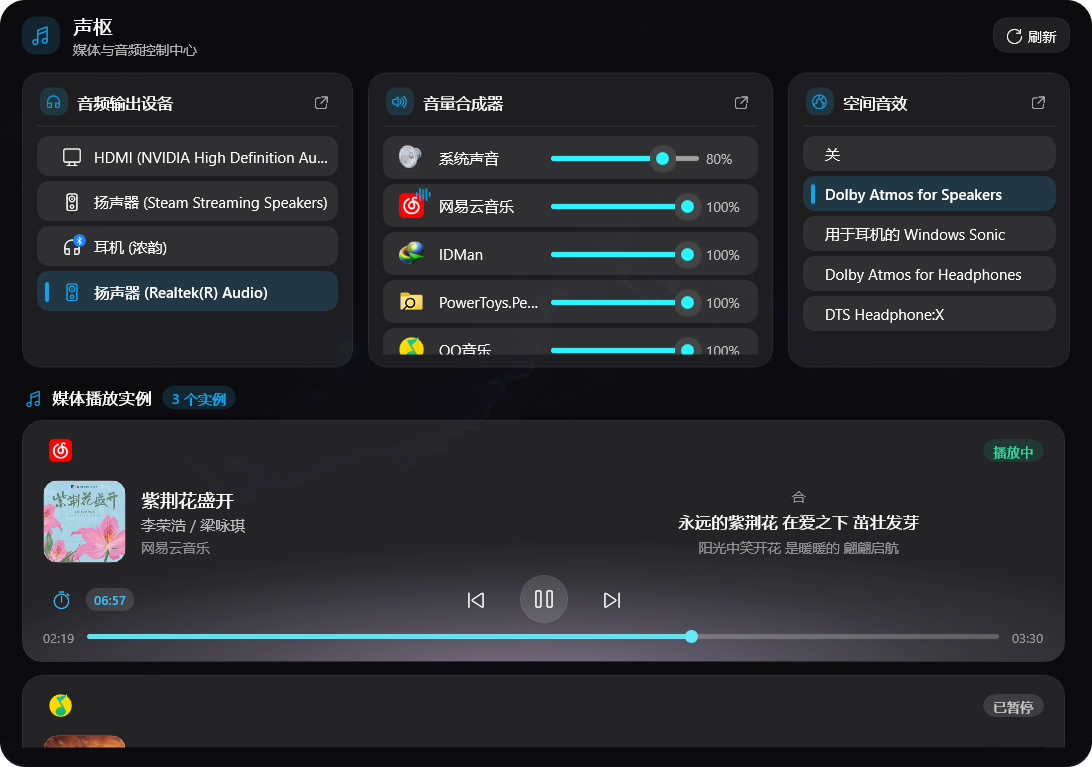 声枢
媒体与音频控制中心
刷新
音频输出设备
HDMI (NVIDIA High Definition Au...
扬声器 (Steam Streaming Speakers)
耳机 (浓韵)
扬声器 (Realtek(R) Audio)
音量合成器
系统声音 80%
网易云音乐 100%
IDMan 100%
PowerToys.Pe... 100%
QQ音乐 100%
空间音效
关
Dolby Atmos for Speakers
用于耳机的 Windows Sonic
Dolby Atmos for Headphones
DTS Headphone:X
媒体播放实例 3 个实例
播放中
紫荆花盛开
紫荆花盛开
李荣浩 / 梁咏琪
网易云音乐
合
永远的紫荆花 在爱之下 茁壮发芽
阳光中笑开花 是暖暖的 翩翩启航
06:57
02:19
03:30
已暂停